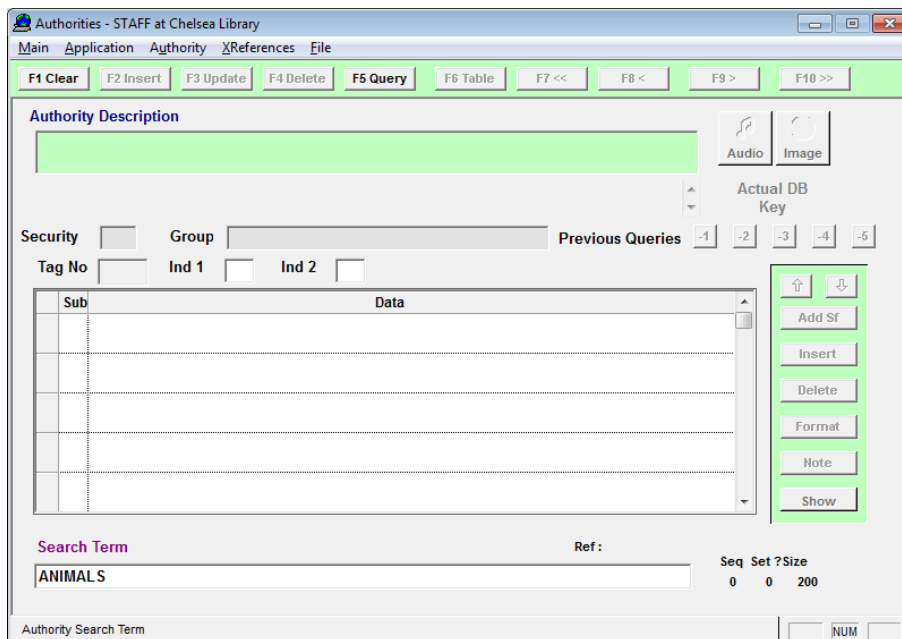 Authorities - STAFF at Chelsea Library
Main Application Authority XReferences File
F1 Clear F2 Insert F3 Update F4 Delete F5 Query F6 Table F7 << F8 < F9 > F10 >>
Authority Description
Audio Image
Actual DB
Key
Security Group Previous Queries -1 -2 -3 -4 -5
Tag No Ind 1 Ind 2
Sub Data
Add Sf
Insert
Delete
Format
Note
Show
Search Term Ref :
Seq Set ?Size
ANIMALS
0 0 200
Authority Search Term NUM